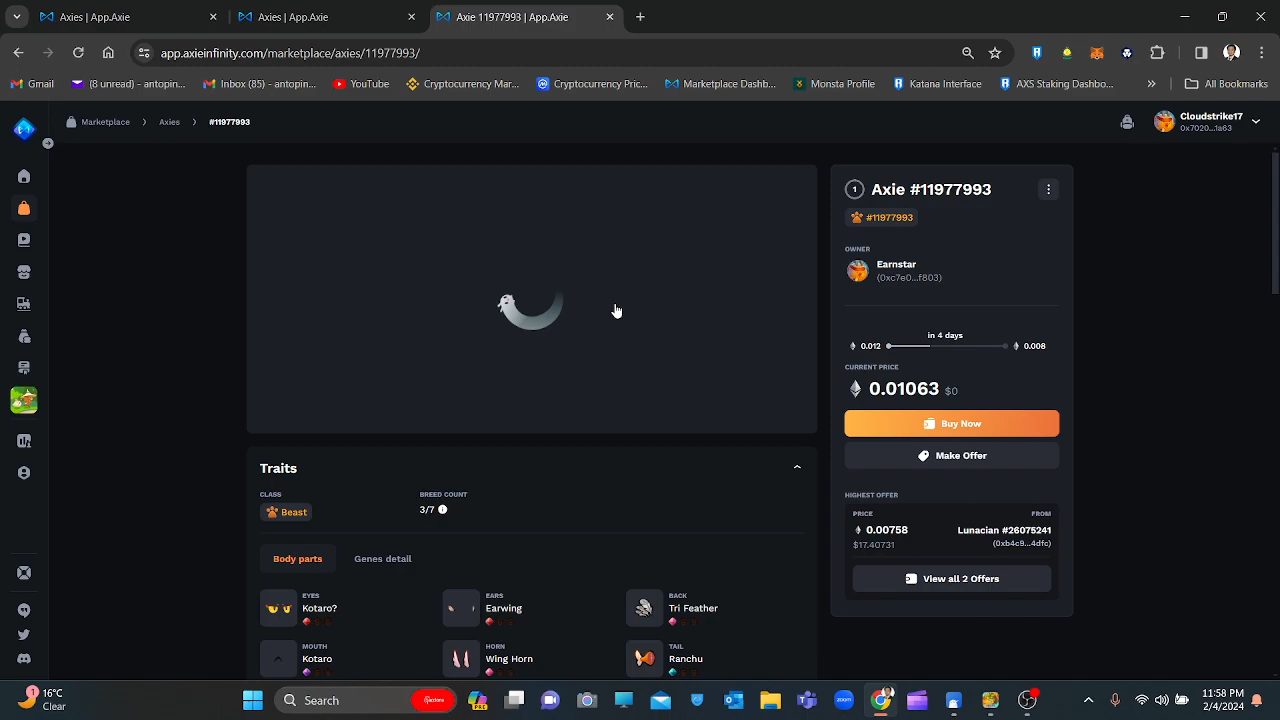 Axies | App.Axie
Axies | App.Axie
Axie 11977993 | App.Axie
app.axieinfinity.com/marketplace/axies/11977993/
Gmail
(8 unread) - antopin...
Inbox (85) - antopin...
YouTube
Cryptocurrency Mar...
Cryptocurrency Pric...
Marketplace Dashb...
Monsta Profile
Katana Interface
AXS Staking Dashbo...
All Bookmarks
Marketplace
Axies
#11977993
Cloudstrike17
0x7020...1a63
1
Axie #11977993
#11977993
OWNER
Earnstar
(0xc7e0...f803)
in 4 days
0.012
0.008
CURRENT PRICE
0.01063 $0
Buy Now
Make Offer
HIGHEST OFFER
PRICE
FROM
0.00758
Lunacian #26075241
$17.40731
(0xb4c9...4dfc)
View all 2 Offers
Traits
CLASS
BREED COUNT
Beast
3/7
Body parts
Genes detail
EYES
Kotaro?
EARS
Earwing
BACK
Tri Feather
MOUTH
Kotaro
HORN
Wing Horn
TAIL
Ranchu
1
16°C
Clear
Search
11:58 PM
2/4/2024